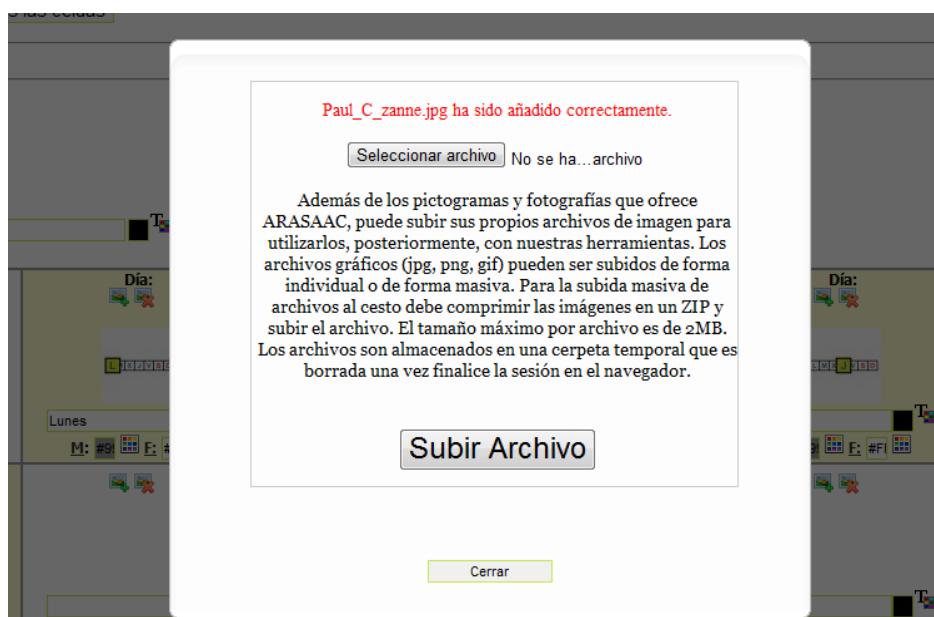 Paul_C_zanne.jpg ha sido añadido correctamente.
Seleccionar archivo No se ha...archivo
Además de los pictogramas y fotografías que ofrece
ARASAAC, puede subir sus propios archivos de imagen para
utilizarlos, posteriormente, con nuestras herramientas. Los
archivos gráficos (jpg, png, gif) pueden ser subidos de forma
individual o de forma masiva. Para la subida masiva de
archivos al cesto debe comprimir las imágenes en un ZIP y
subir el archivo. El tamaño máximo por archivo es de 2MB.
Los archivos son almacenados en una cerpeta temporal que es
borrada una vez finalice la sesión en el navegador.
Subir Archivo
Cerrar
Día:
Lunes
M: #9 F: #
Día:
F: #F